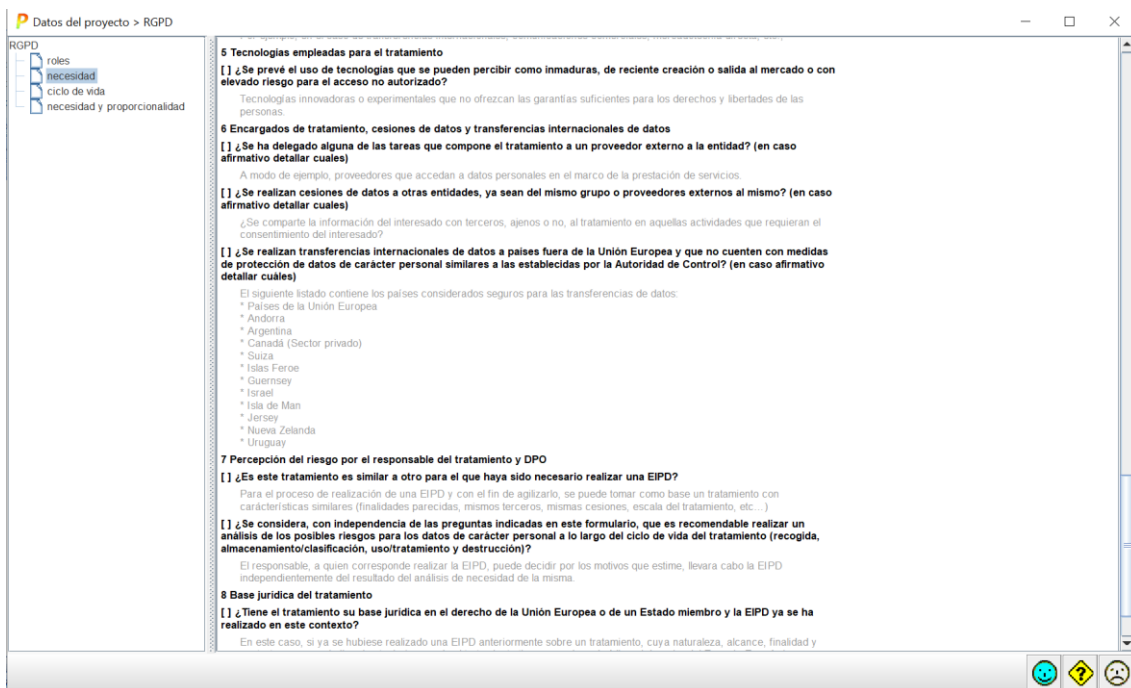 Datos del proyecto > RGPD
RGPD
roles
necesidad
ciclo de vida
necesidad y proporcionalidad
5 Tecnologías empleadas para el tratamiento
[ ] ¿Se prevé el uso de tecnologías que se pueden percibir como inmaduras, de reciente creación o salida al mercado o con
elevado riesgo para el acceso no autorizado?
Tecnologías innovadoras o experimentales que no ofrezcan las garantías suficientes para los derechos y libertades de las
personas.
6 Encargados de tratamiento, cesiones de datos y transferencias internacionales de datos
[ ] ¿Se ha delegado alguna de las tareas que compone el tratamiento a un proveedor externo a la entidad? (en caso
afirmativo detallar cuales)
A modo de ejemplo, proveedores que accedan a datos personales en el marco de la prestación de servicios.
[ ] ¿Se realizan cesiones de datos a otras entidades, ya sean del mismo grupo o proveedores externos al mismo? (en caso
afirmativo detallar cuales)
¿Se comparte la información del interesado con terceros, ajenos o no, al tratamiento en aquellas actividades que requieran el
consentimiento del interesado?
[ ] ¿Se realizan transferencias internacionales de datos a países fuera de la Unión Europea y que no cuenten con medidas
de protección de datos de carácter personal similares a las establecidas por la Autoridad de Control? (en caso afirmativo
detallar cuáles)
El siguiente listado contiene los países considerados seguros para las transferencias de datos:
* Países de la Unión Europea
* Andorra
* Argentina
* Canadá (Sector privado)
* Suiza
* Islas Feroe
* Guernsey
* Israel
* Isla de Man
* Jersey
* Nueva Zelanda
* Uruguay
7 Percepción del riesgo por el responsable del tratamiento y DPO
[ ] ¿Es este tratamiento es similar a otro para el que haya sido necesario realizar una EIPD?
Para el proceso de realización de una EIPD y con el fin de agilizarlo, se puede tomar como base un tratamiento con
carácterísticas similares (finalidades parecidas, mismos terceros, mismas cesiones, escala del tratamiento, etc...)
[ ] ¿Se considera, con independencia de las preguntas indicadas en este formulario, que es recomendable realizar un
análisis de los posibles riesgos para los datos de carácter personal a lo largo del ciclo de vida del tratamiento (recogida,
almacenamiento/clasificación, uso/tratamiento y destrucción)?
El responsable, a quien corresponde realizar la EIPD, puede decidir por los motivos que estime, llevara cabo la EIPD
independientemente del resultado del análisis de necesidad de la misma.
8 Base jurídica del tratamiento
[ ] ¿Tiene el tratamiento su base jurídica en el derecho de la Unión Europea o de un Estado miembro y la EIPD ya se ha
realizado en este contexto?
En este caso, si ya se hubiese realizado una EIPD anteriormente sobre un tratamiento, cuya naturaleza, alcance, finalidad y